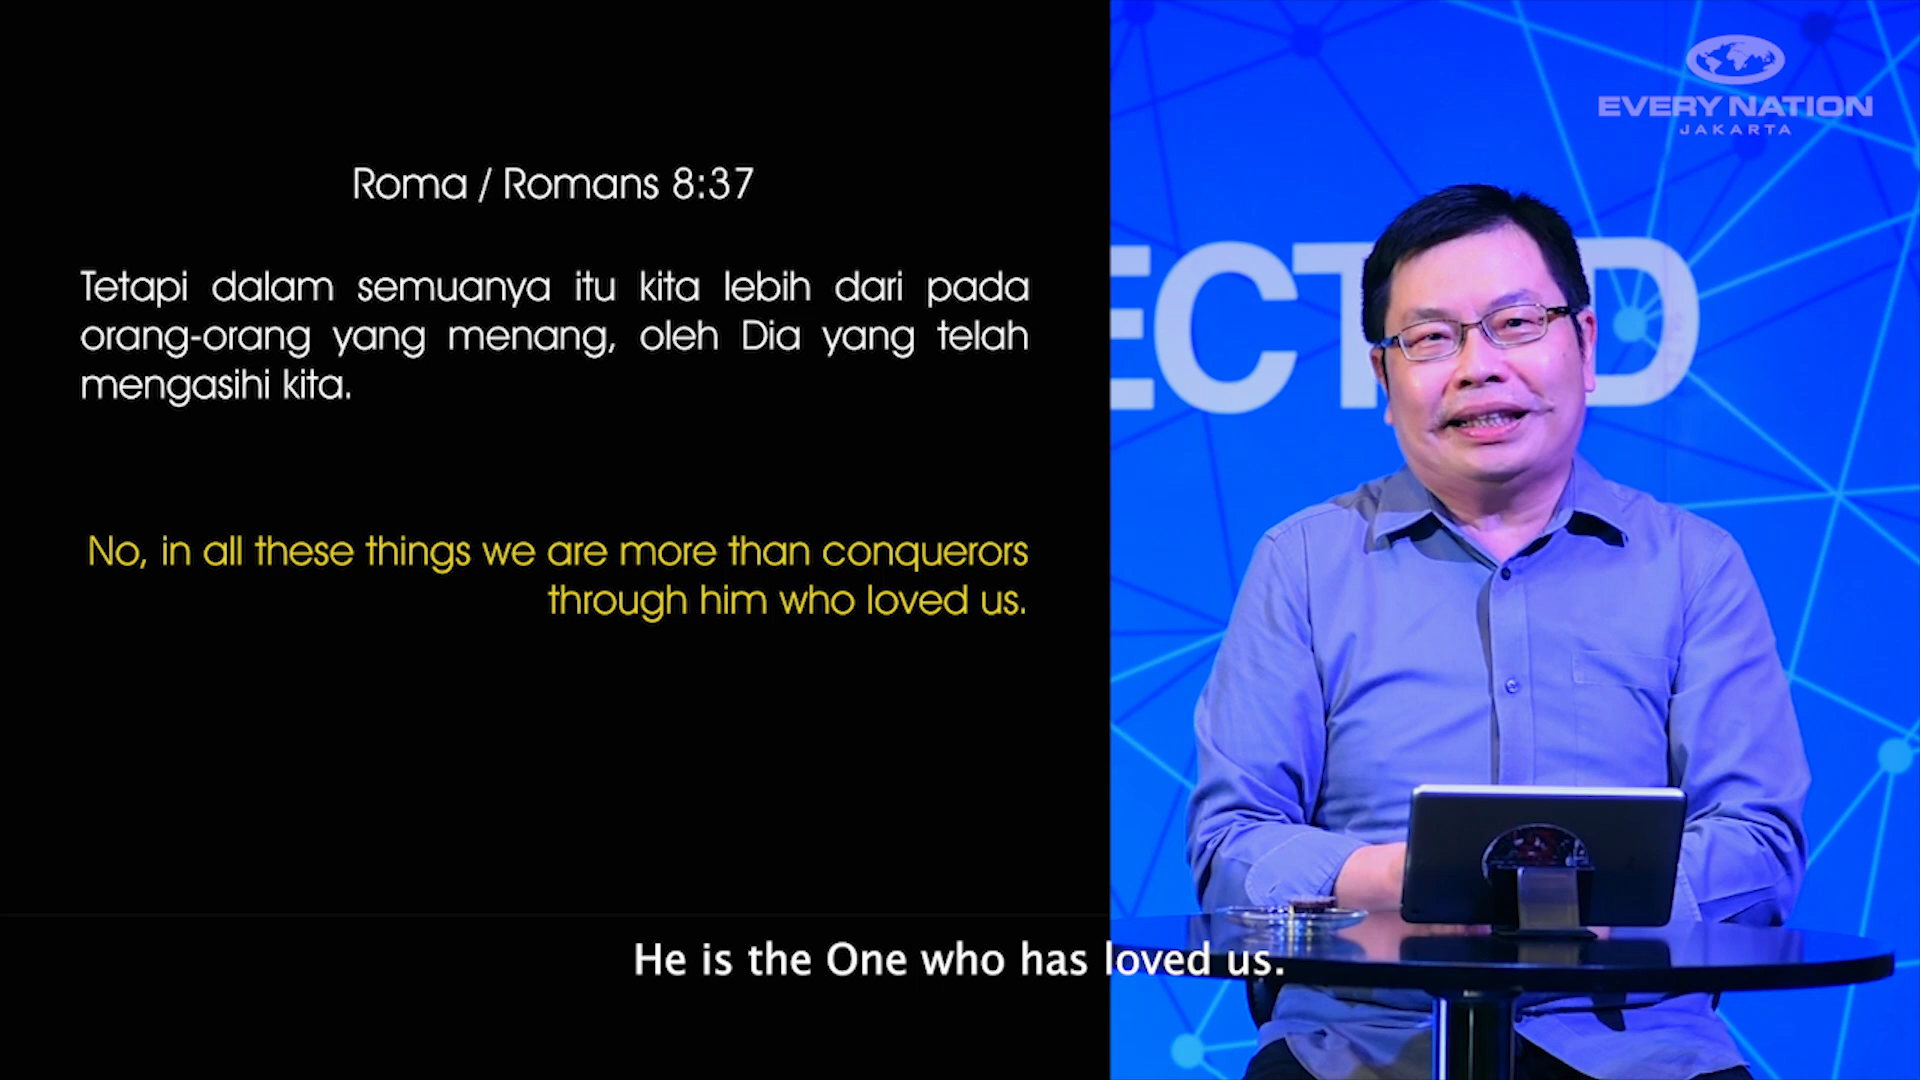 Roma / Romans 8:37
Tetapi dalam semuanya itu kita lebih dari pada
orang-orang yang menang, oleh Dia yang telah
mengasihi kita.
No, in all these things we are more than conquerors
through him who loved us.
EVERY NATION
JAKARTA
ECTED
He is the One who has loved us.